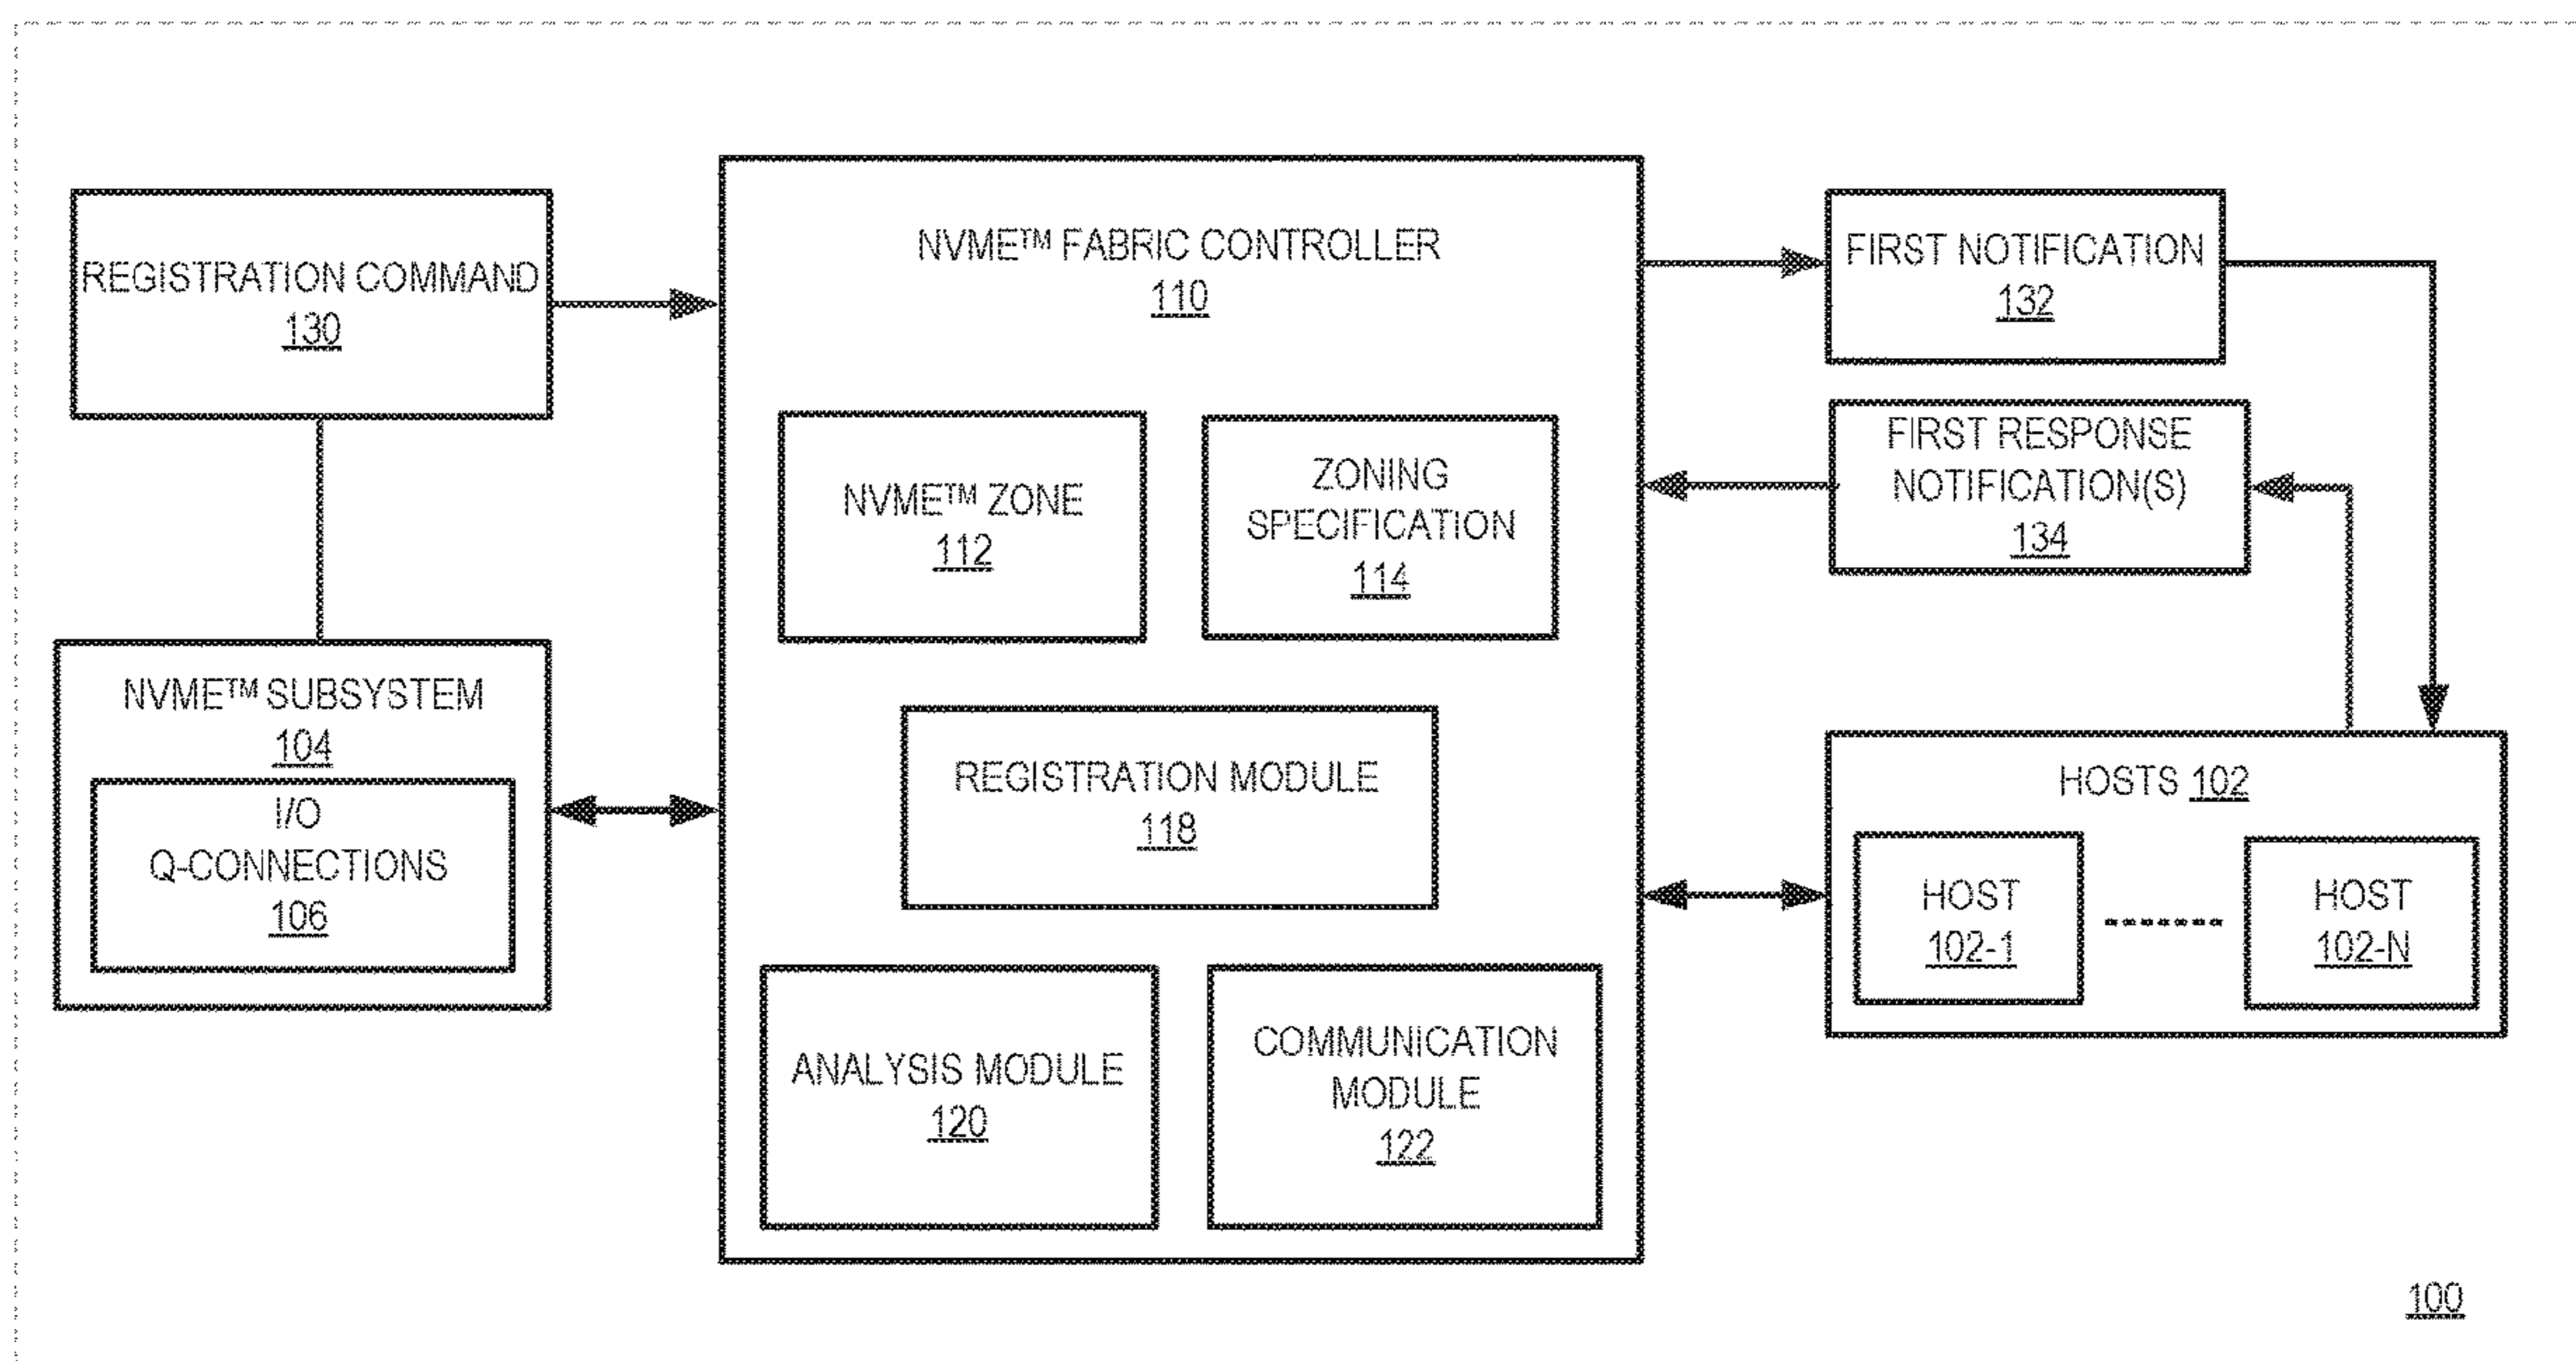 REGISTRATION COMMAND
130
NVME™ SUBSYSTEM
104
I/O
Q-CONNECTIONS
106
NVME™ FABRIC CONTROLLER
110
NVME™ ZONE
112
ZONING
SPECIFICATION
114
REGISTRATION MODULE
118
ANALYSIS MODULE
120
COMMUNICATION
MODULE
122
FIRST NOTIFICATION
132
FIRST RESPONSE
NOTIFICATION(S)
134
HOSTS 102
HOST
102-1
HOST
102-N
100